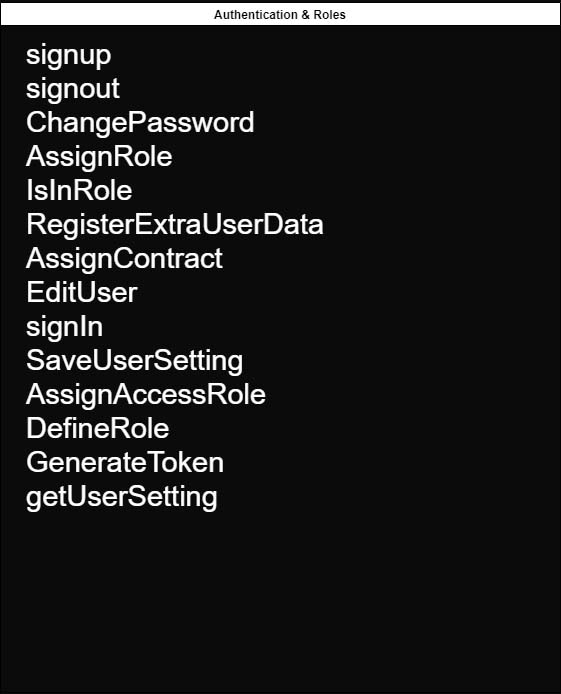 Authentication & Roles
signup
signout
ChangePassword
AssignRole
IsInRole
RegisterExtraUserData
AssignContract
EditUser
signIn
SaveUserSetting
AssignAccessRole
DefineRole
GenerateToken
getUserSetting